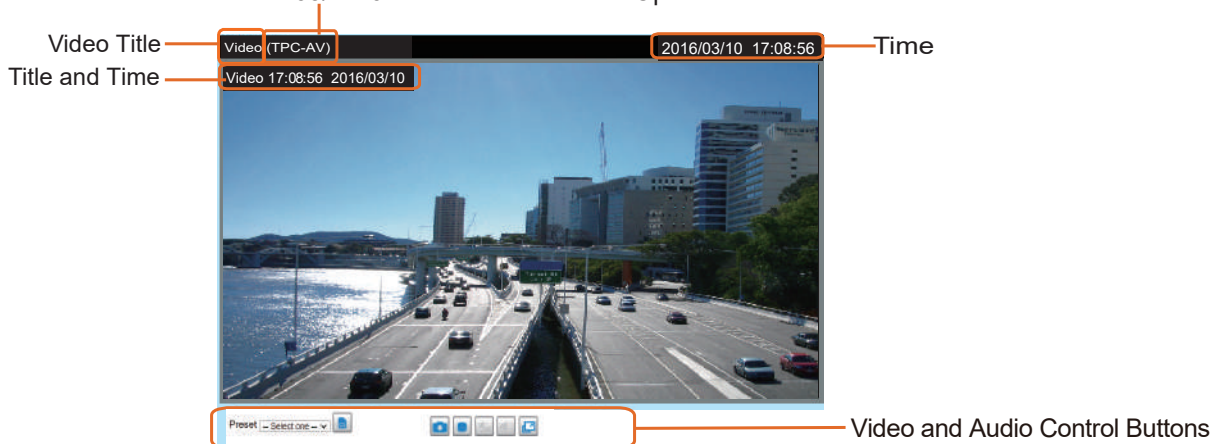 Video Title
Video (TPC-AV)
2016/03/10 17:08:56
Time
Title and Time
Video 17:08:56 2016/03/10
Preset
-- Select one --
Video and Audio Control Buttons